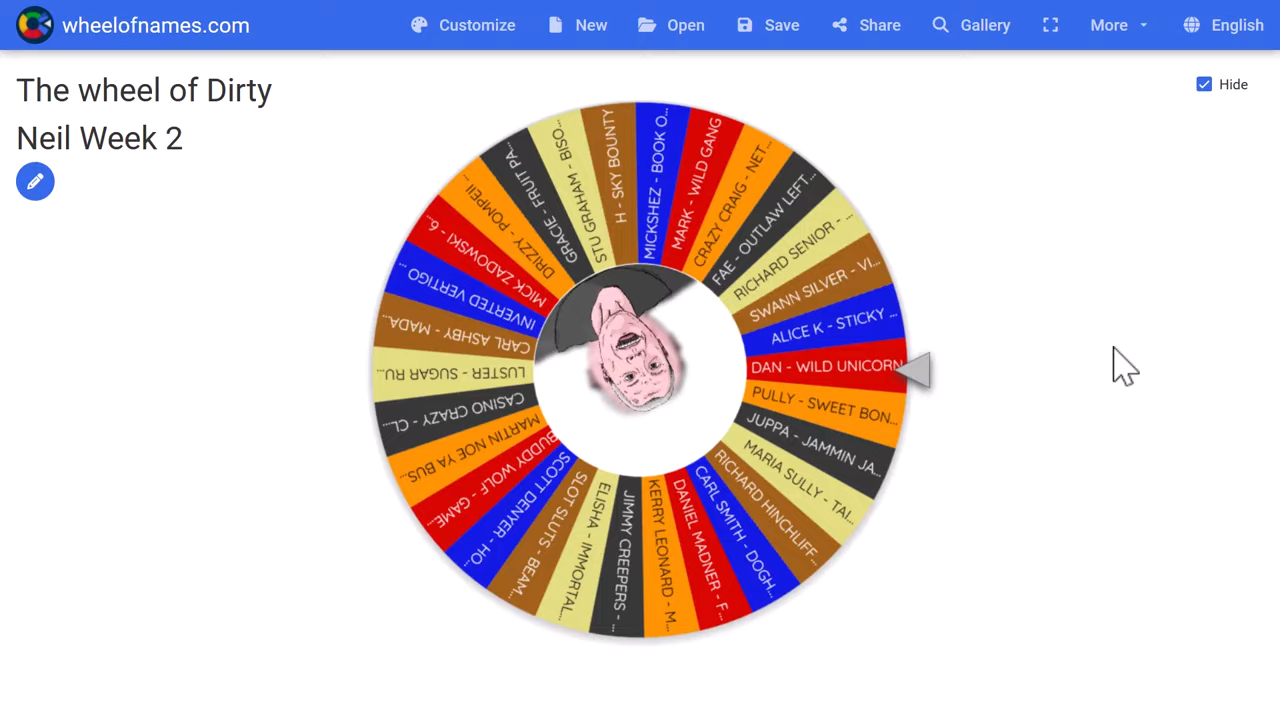 wheelofnames.com
Customize
New
Open
Save
Share
Gallery
More
English
The wheel of Dirty
Neil Week 2
Hide
H - SKY BOUNTY
MICKSHEZ - BOOK O...
MARK - WILD GANG
CRAZY CRAIG - NET...
FAE - OUTLAW LEFT...
RICHARD SENIOR - ...
SWANN SILVER - VI...
ALICE K - STICKY ...
DAN - WILD UNICORN
PULLY - SWEET BON...
JUPPA - JAMMIN JA...
MARIA SULLY - TAI...
RICHARD HINCHLIFF...
CARL SMITH - DOGH...
DANIEL MADNER - F...
KERRY LEONARD - M...
JIMMY CREEPERS - ...
ELISHA - IMMORTAL...
SLOT SLUTS - BEAM...
SCOTT DENYER - HO...
BUDDY WOLF - GAME...
MARTIN NOE YA BUS...
CASINO CRAZY - CL...
LUSTER - SUGAR RU...
CARL ASHBY - MADA...
INVERTED VERTIGO ...
MICK ZADOWSKI - 6...
DRIZZY - POMPEII ...
GRACIE - FRUIT PA...
STU GRAHAM - BISO...